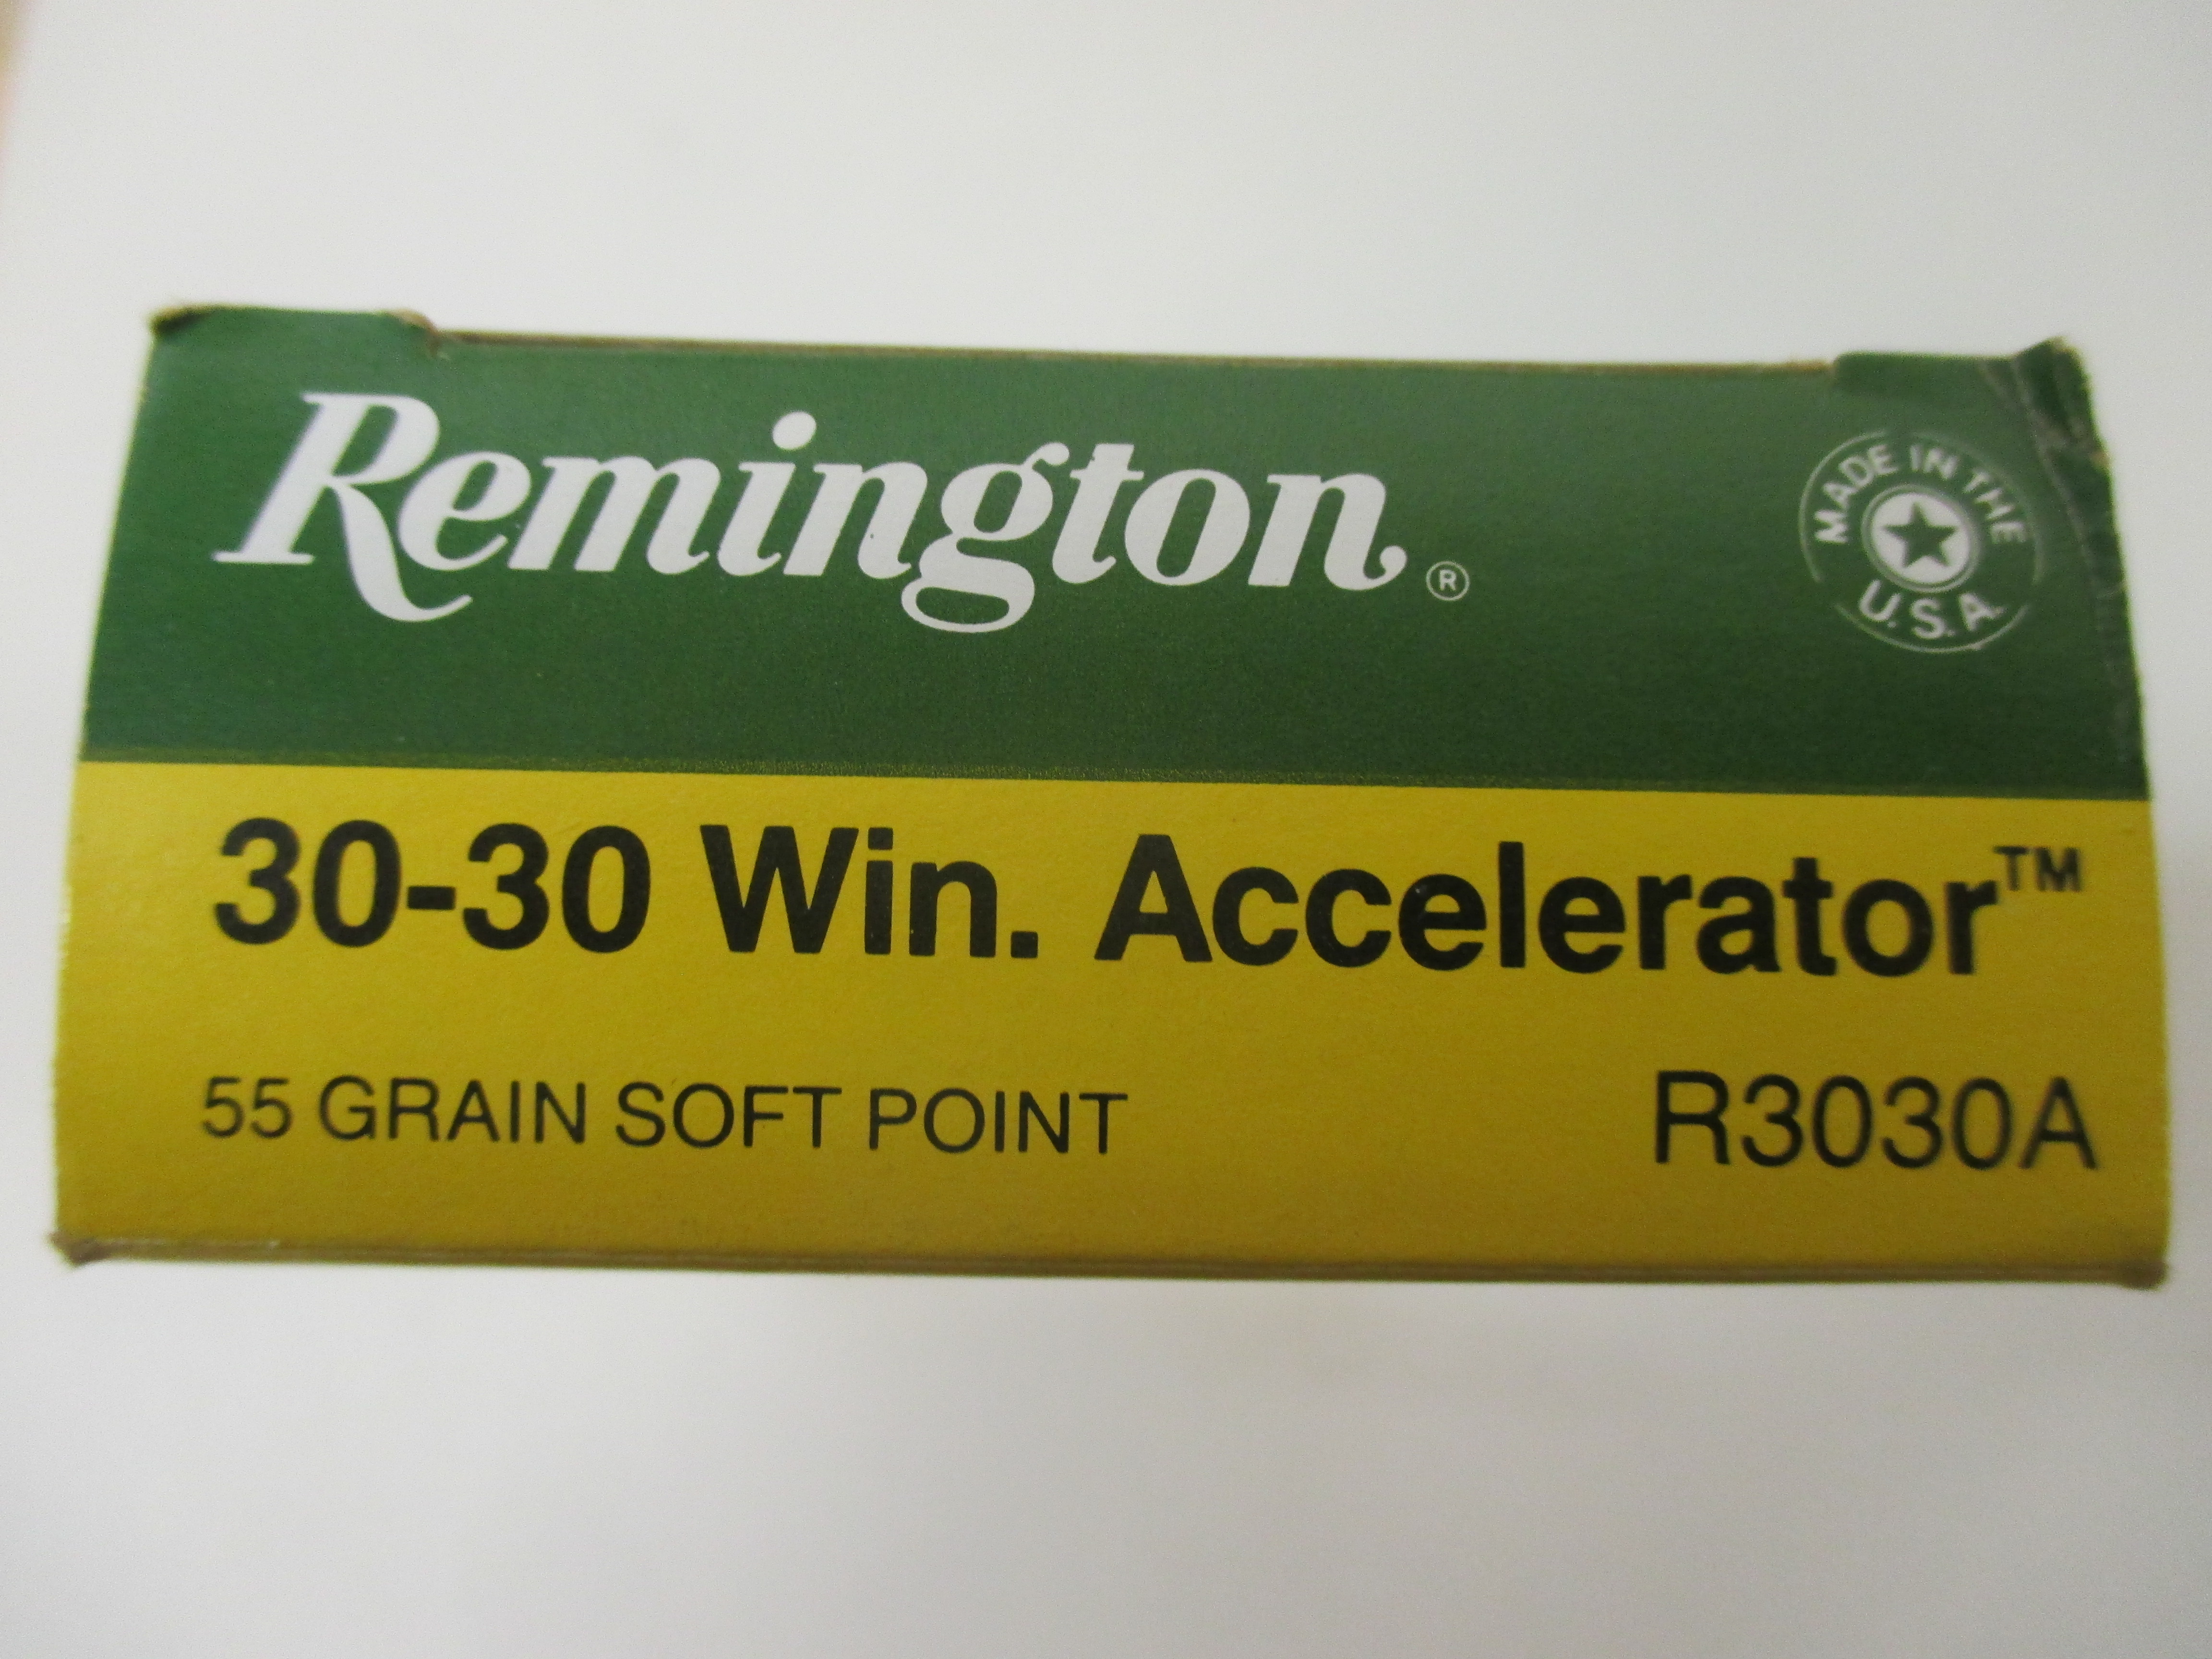 Remington®
MADE IN THE
U.S.A.
30-30 Win. Accelerator™
55 GRAIN SOFT POINT
R3030A